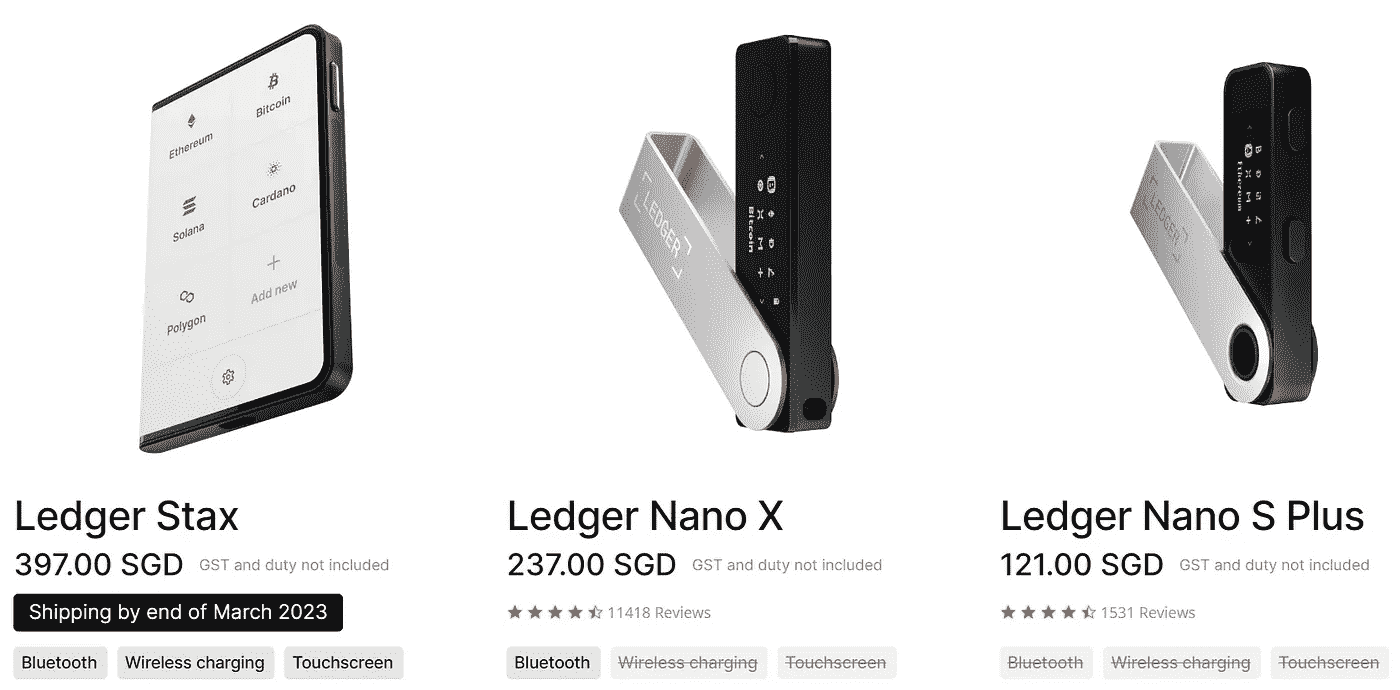 Bitcoin
Ethereum
Cardano
Solana
Add new
Polygon
LEDGER
Bitcoin
LEDGER
Ethereum
Ledger Stax
397.00 SGD GST and duty not included
Shipping by end of March 2023
Bluetooth Wireless charging Touchscreen
Ledger Nano X
237.00 SGD GST and duty not included
11418 Reviews
Bluetooth Wireless charging Touchscreen
Ledger Nano S Plus
121.00 SGD GST and duty not included
1531 Reviews
Bluetooth Wireless charging Touchscreen